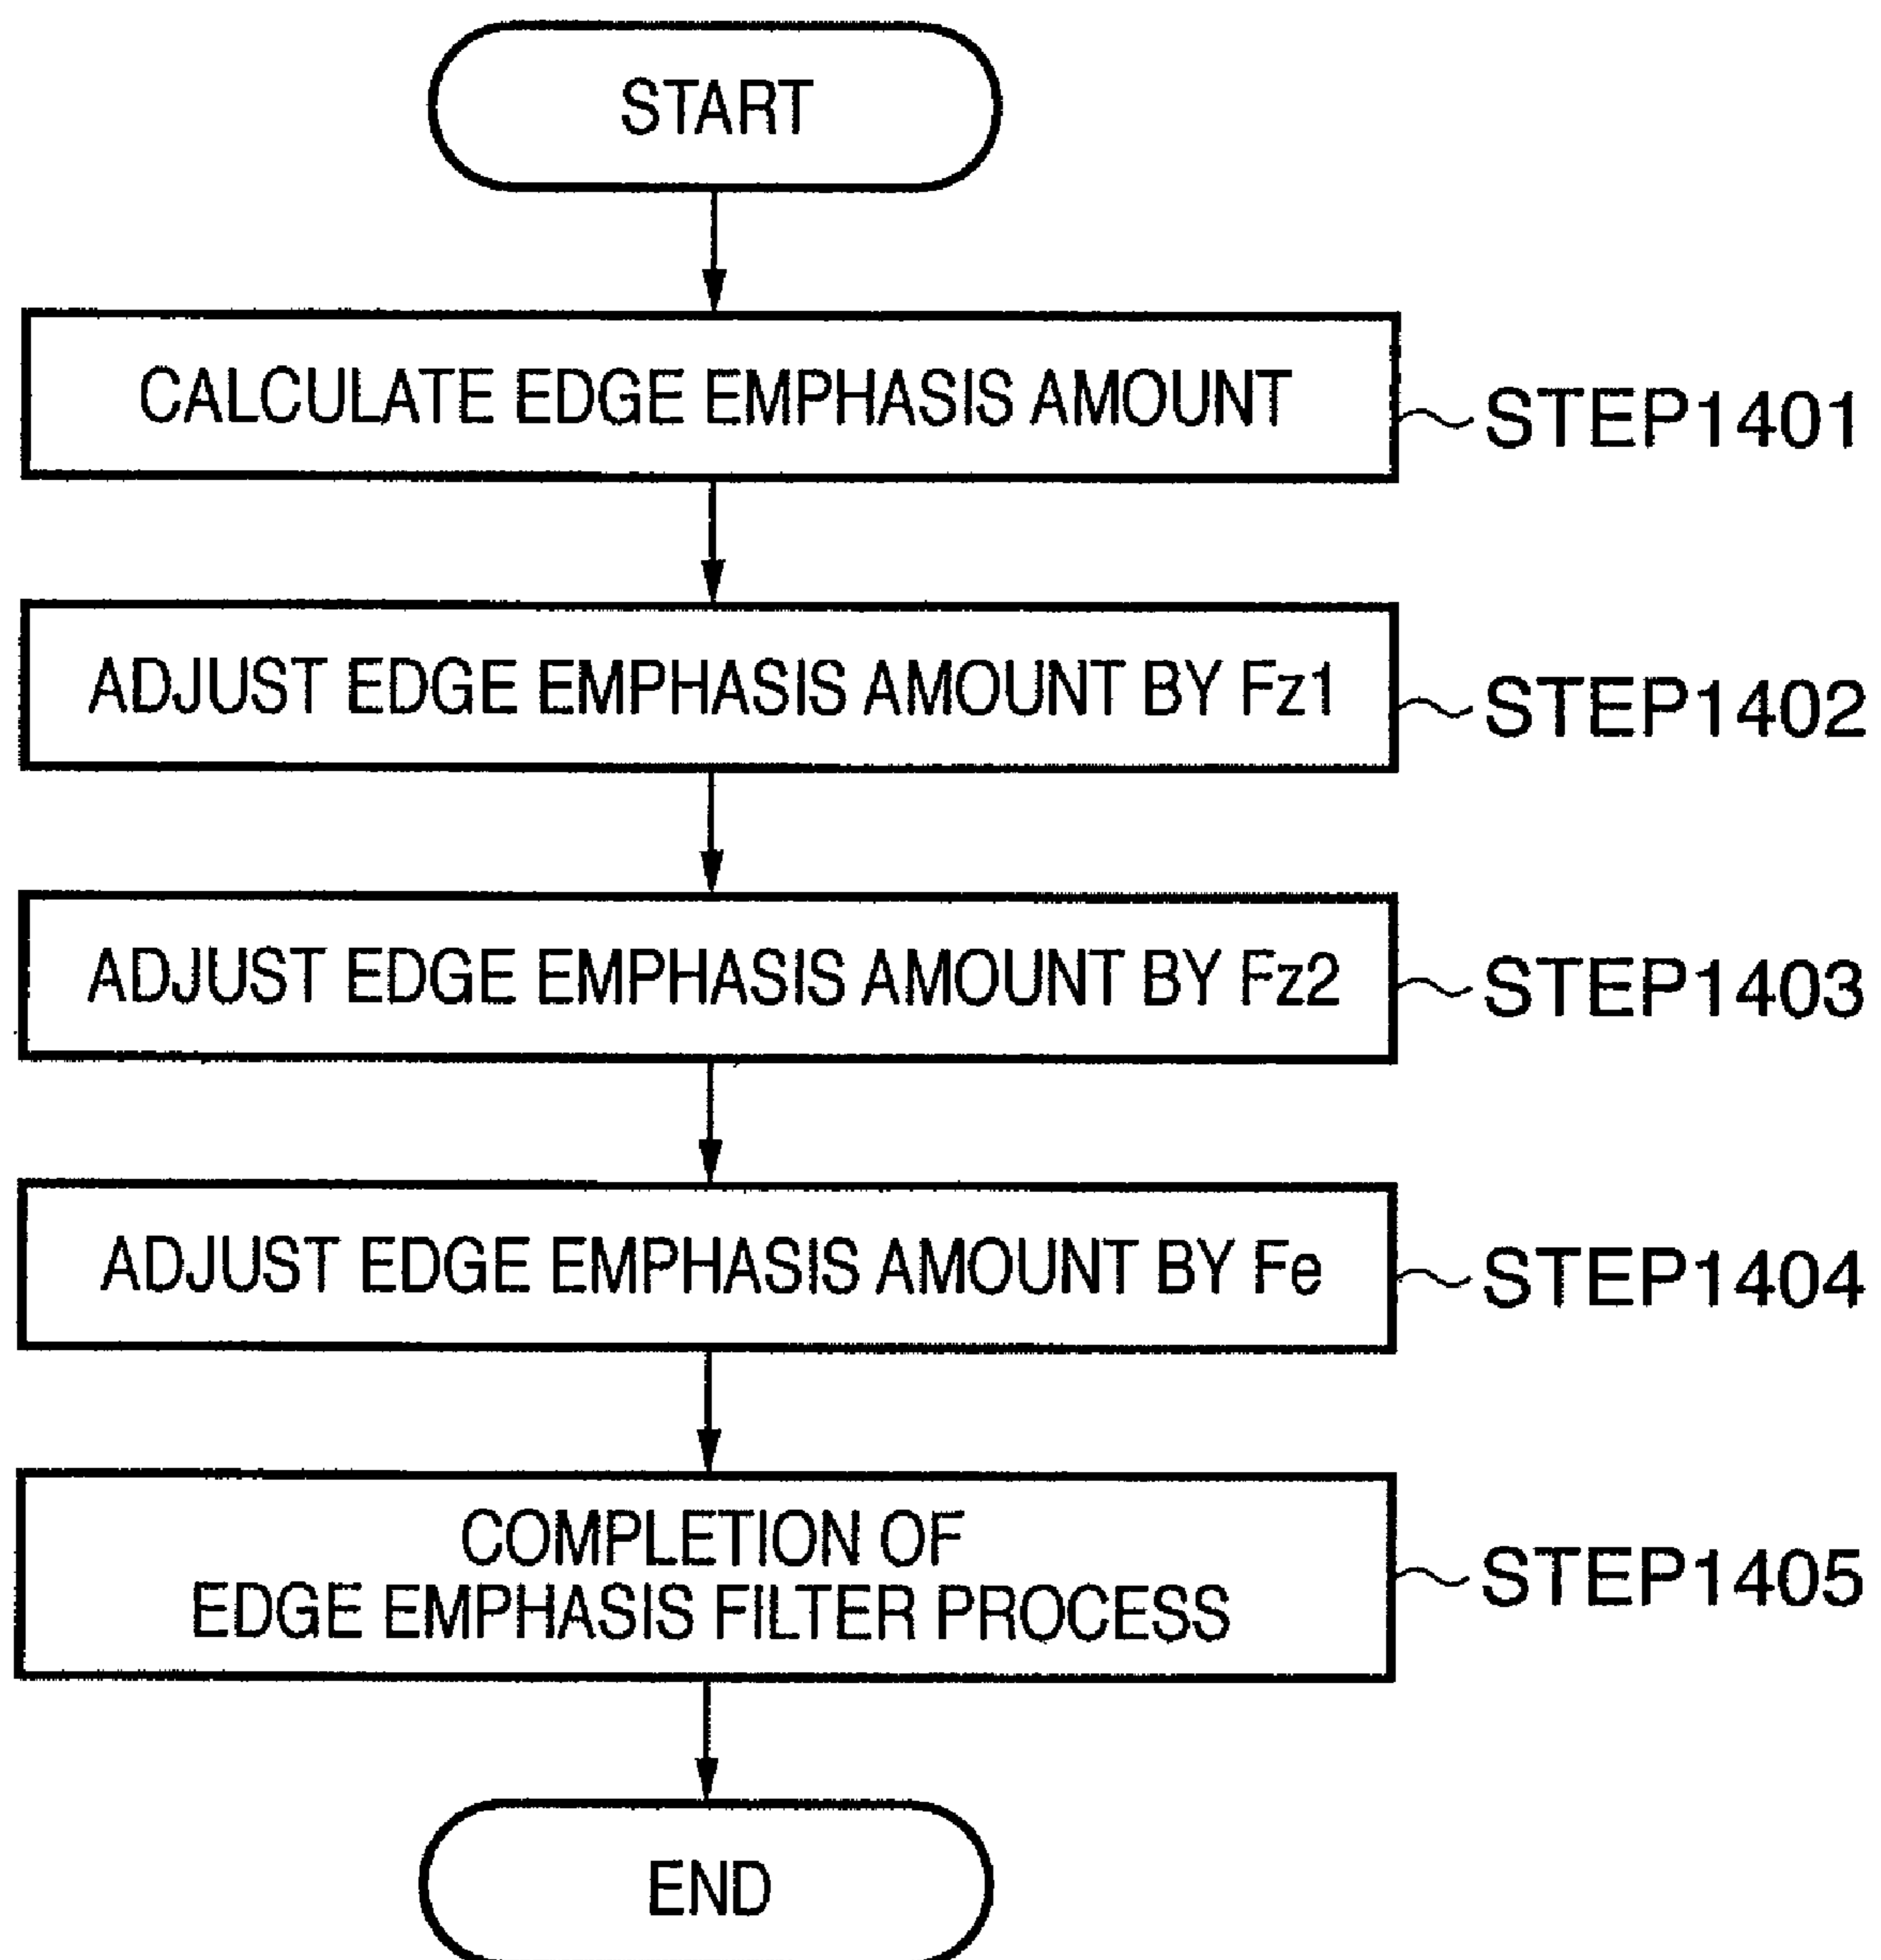 START
CALCULATE EDGE EMPHASIS AMOUNT
STEP1401
ADJUST EDGE EMPHASIS AMOUNT BY Fz1
STEP1402
ADJUST EDGE EMPHASIS AMOUNT BY Fz2
STEP1403
ADJUST EDGE EMPHASIS AMOUNT BY Fe
STEP1404
COMPLETION OF
EDGE EMPHASIS FILTER PROCESS
STEP1405
END